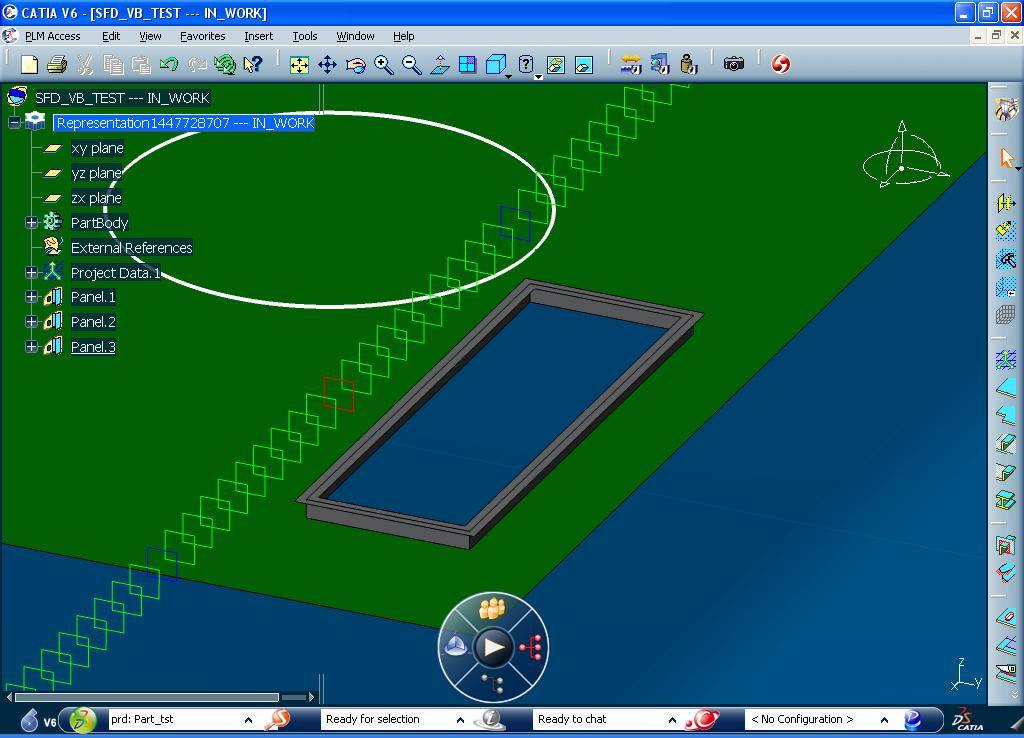 CATIA V6 - [SFD_VB_TEST --- IN_WORK]
PLM Access Edit View Favorites Insert Tools Window Help
SFD_VB_TEST --- IN_WORK
Representation1447728707 --- IN_WORK
xy plane
yz plane
zx plane
PartBody
External References
Project Data.1
Panel.1
Panel.2
Panel.3
z
x y
V6 prd: Part_tst Ready for selection Ready to chat < No Configuration > CATIA